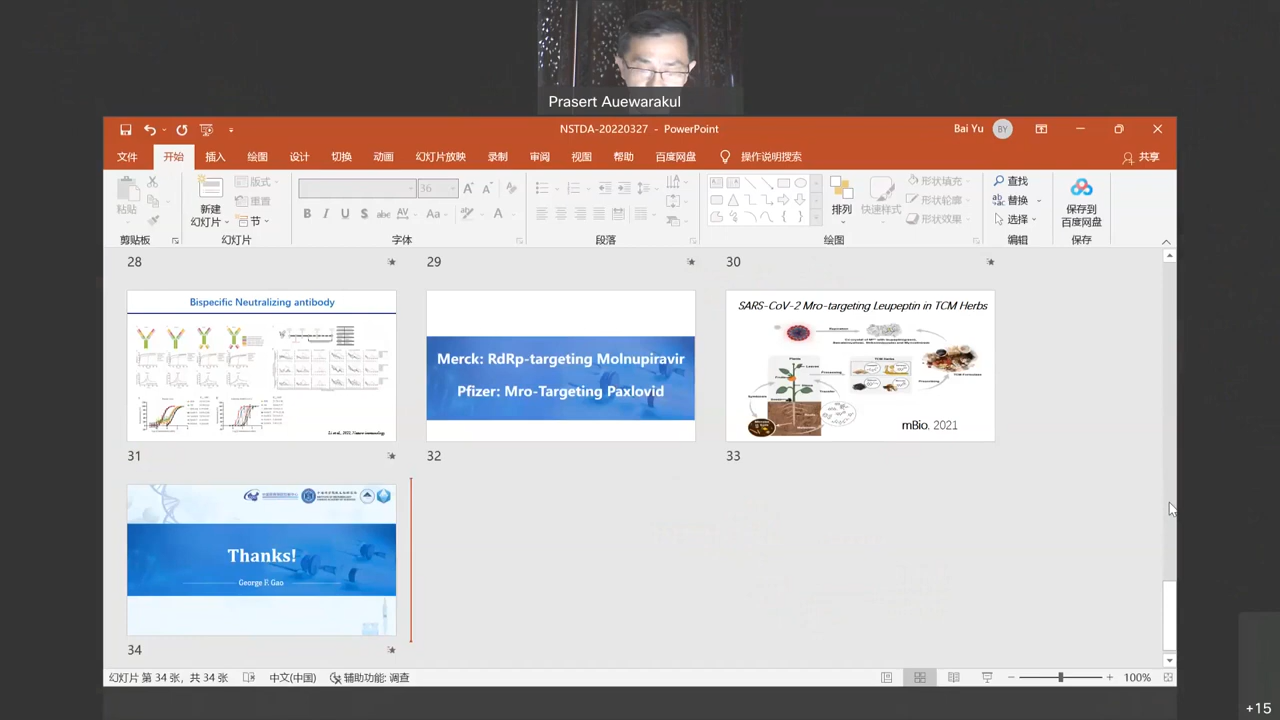 Prasert Auewarakul
NSTDA-20220327 - PowerPoint
Bai Yu
BY
文件 开始 插入 绘图 设计 切换 动画 幻灯片放映 录制 审阅 视图 帮助 百度网盘 操作说明搜索 共享
粘贴
剪贴板
新建
幻灯片
版式
重置
节
幻灯片
36
字体
段落
排列
快速样式
形状填充
形状轮廓
形状效果
绘图
查找
替换
选择
编辑
保存到
百度网盘
保存
28
29
30
Bispecific Neutralizing antibody
31
Merck: RdRp-targeting Molnupiravir
Pfizer: Mro-Targeting Paxlovid
32
SARS-CoV-2 Mro-targeting Leupeptin in TCM Herbs
mBio. 2021
33
Thanks!
George F. Gao
34
幻灯片 第 34 张，共 34 张
中文(中国)
辅助功能: 调查
100%
+15